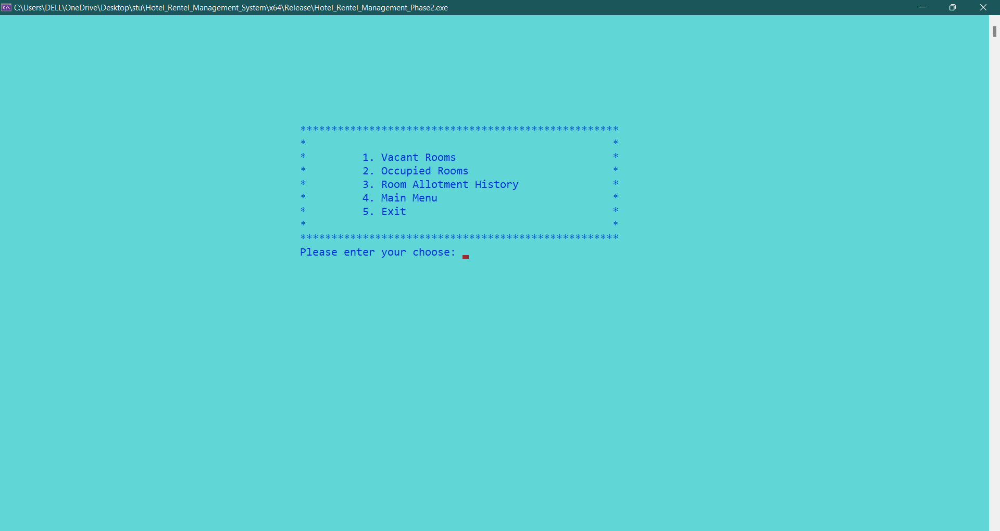 C:\Users\DELL\OneDrive\Desktop\stu\Hotel_Rentel_Management_System\x64\Release\Hotel_Rentel_Management_Phase2.exe
***************************************************
* *
* 1. Vacant Rooms *
* 2. Occupied Rooms *
* 3. Room Allotment History *
* 4. Main Menu *
* 5. Exit *
* *
***************************************************
Please enter your choose: